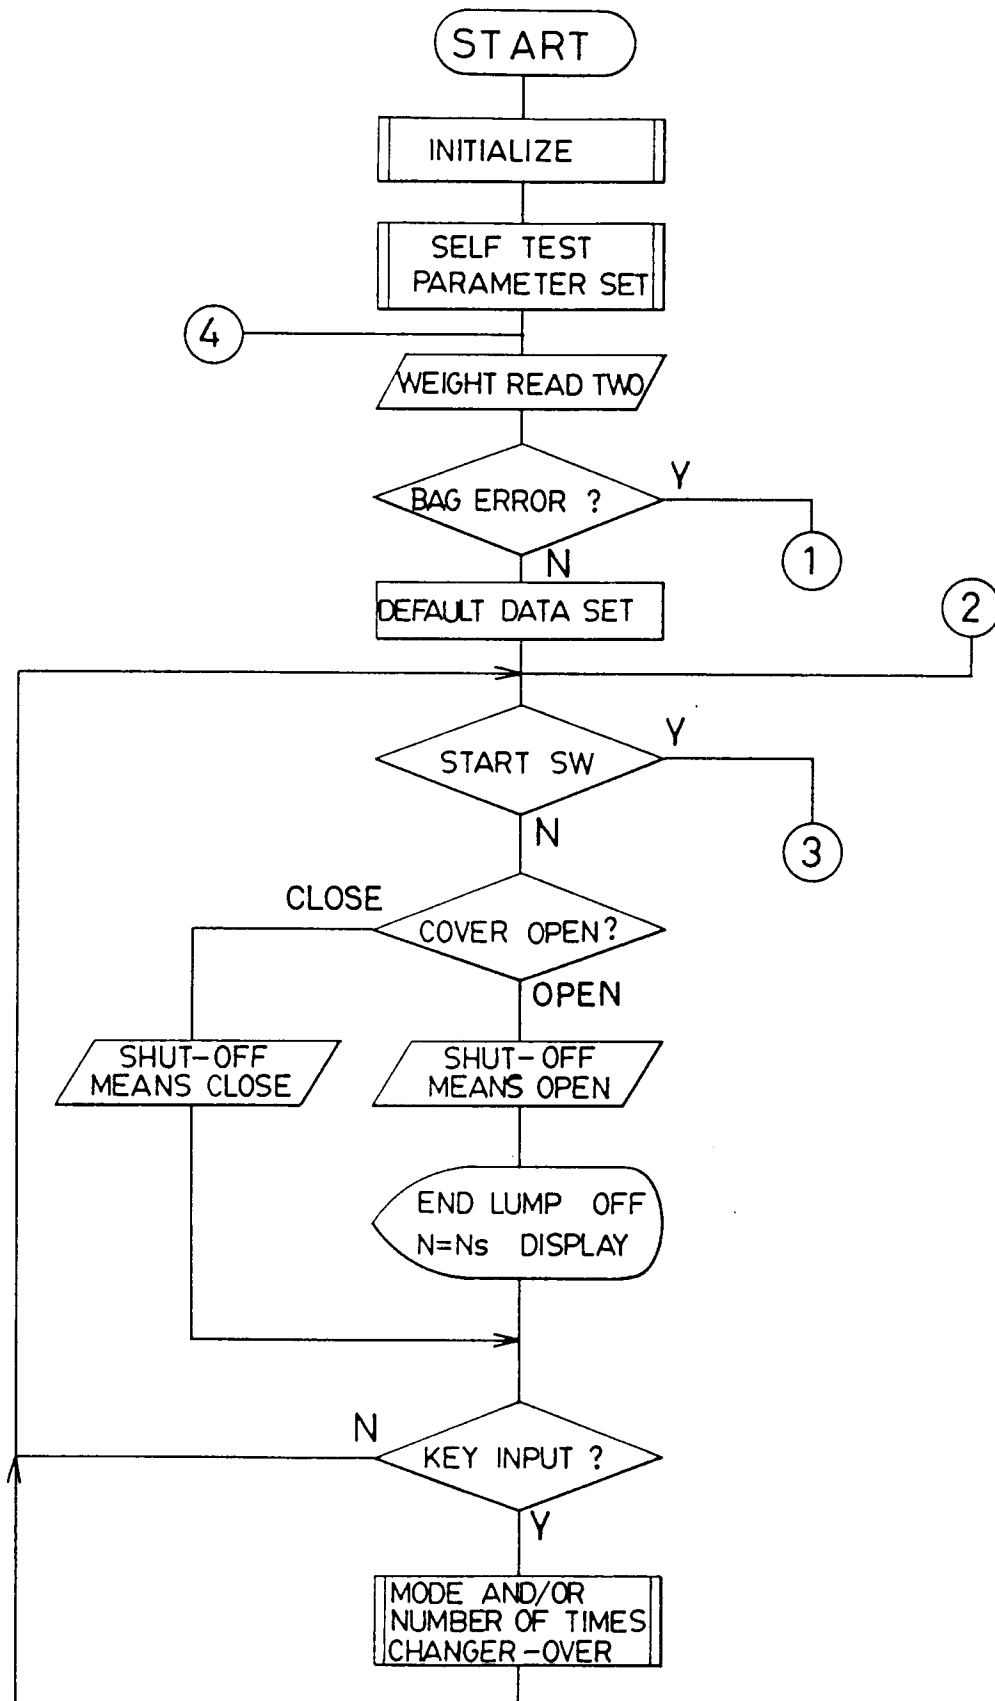 START
INITIALIZE
SELF TEST
PARAMETER SET
4
WEIGHT READ TWO
BAG ERROR ?
Y
1
N
DEFAULT DATA SET
2
START SW
Y
3
N
COVER OPEN?
CLOSE
OPEN
SHUT-OFF
MEANS CLOSE
SHUT-OFF
MEANS OPEN
END LUMP OFF
N=Ns DISPLAY
KEY INPUT ?
N
Y
MODE AND/OR
NUMBER OF TIMES
CHANGER-OVER